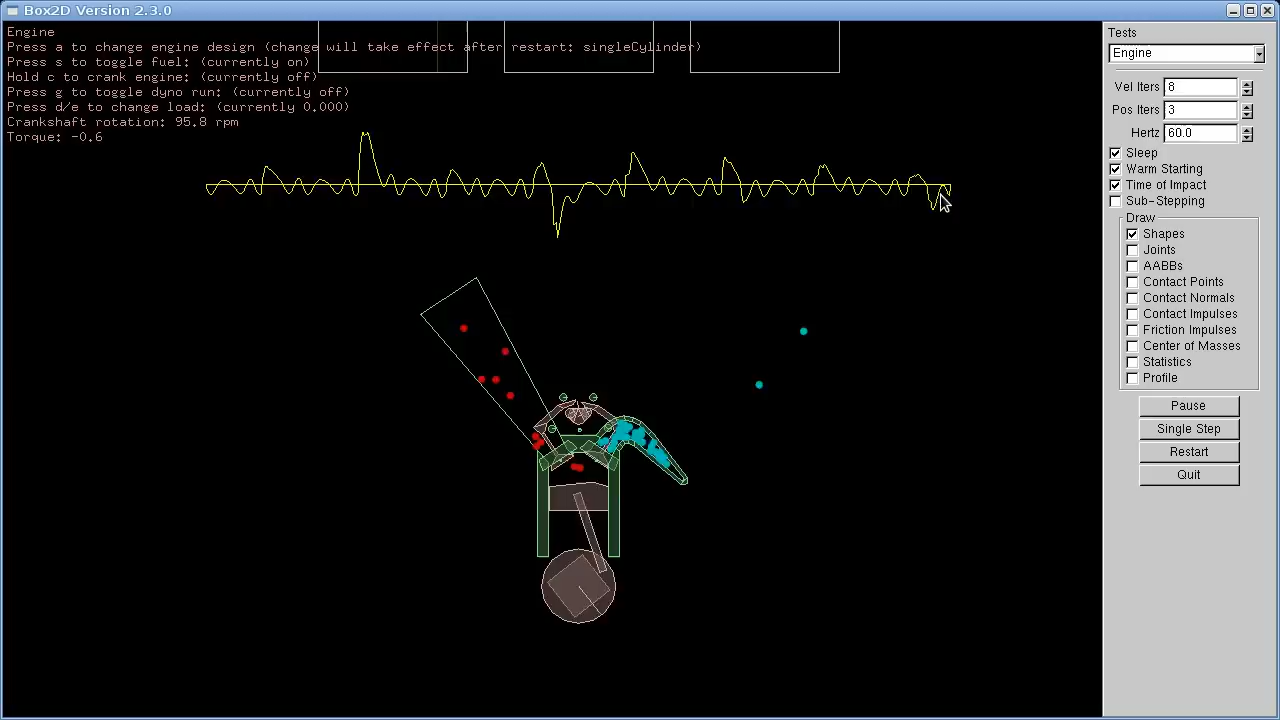 Box2D Version 2.3.0
Engine
Press a to change engine design (change will take effect after restart: singleCylinder)
Press s to toggle fuel: (currently on)
Hold c to crank engine: (currently off)
Press g to toggle dyno run: (currently off)
Press d/e to change load: (currently 0.000)
Crankshaft rotation: 95.8 rpm
Torque: -0.6
Tests
Engine
Vel Iters 8
Pos Iters 3
Hertz 60.0
Sleep
Warm Starting
Time of Impact
Sub-Stepping
Draw
Shapes
Joints
AABBs
Contact Points
Contact Normals
Contact Impulses
Friction Impulses
Center of Masses
Statistics
Profile
Pause
Single Step
Restart
Quit